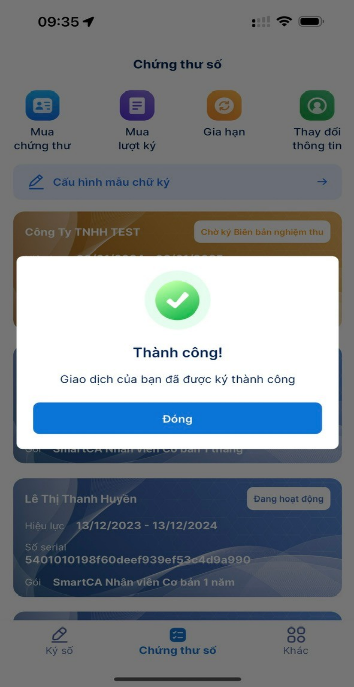 09:35
Chứng thư số
Mua
chứng thư
Mua
lượt ký
Gia hạn
Thay đổi
thông tin
Cấu hình mẫu chữ ký
Công Ty TNHH TEST
Chờ ký Biên bản nghiệm thu
Thành công!
Giao dịch của bạn đã được ký thành công
Đóng
Gói SmartCA Nhân viên Cơ bản 1 tháng
Lê Thị Thanh Huyền
Đang hoạt động
Hiệu lực 13/12/2023 - 13/12/2024
Số serial
5401010198f60deef939ef53c4d9a990
Gói SmartCA Nhân viên Cơ bản 1 năm
Ký số
Chứng thư số
Khác